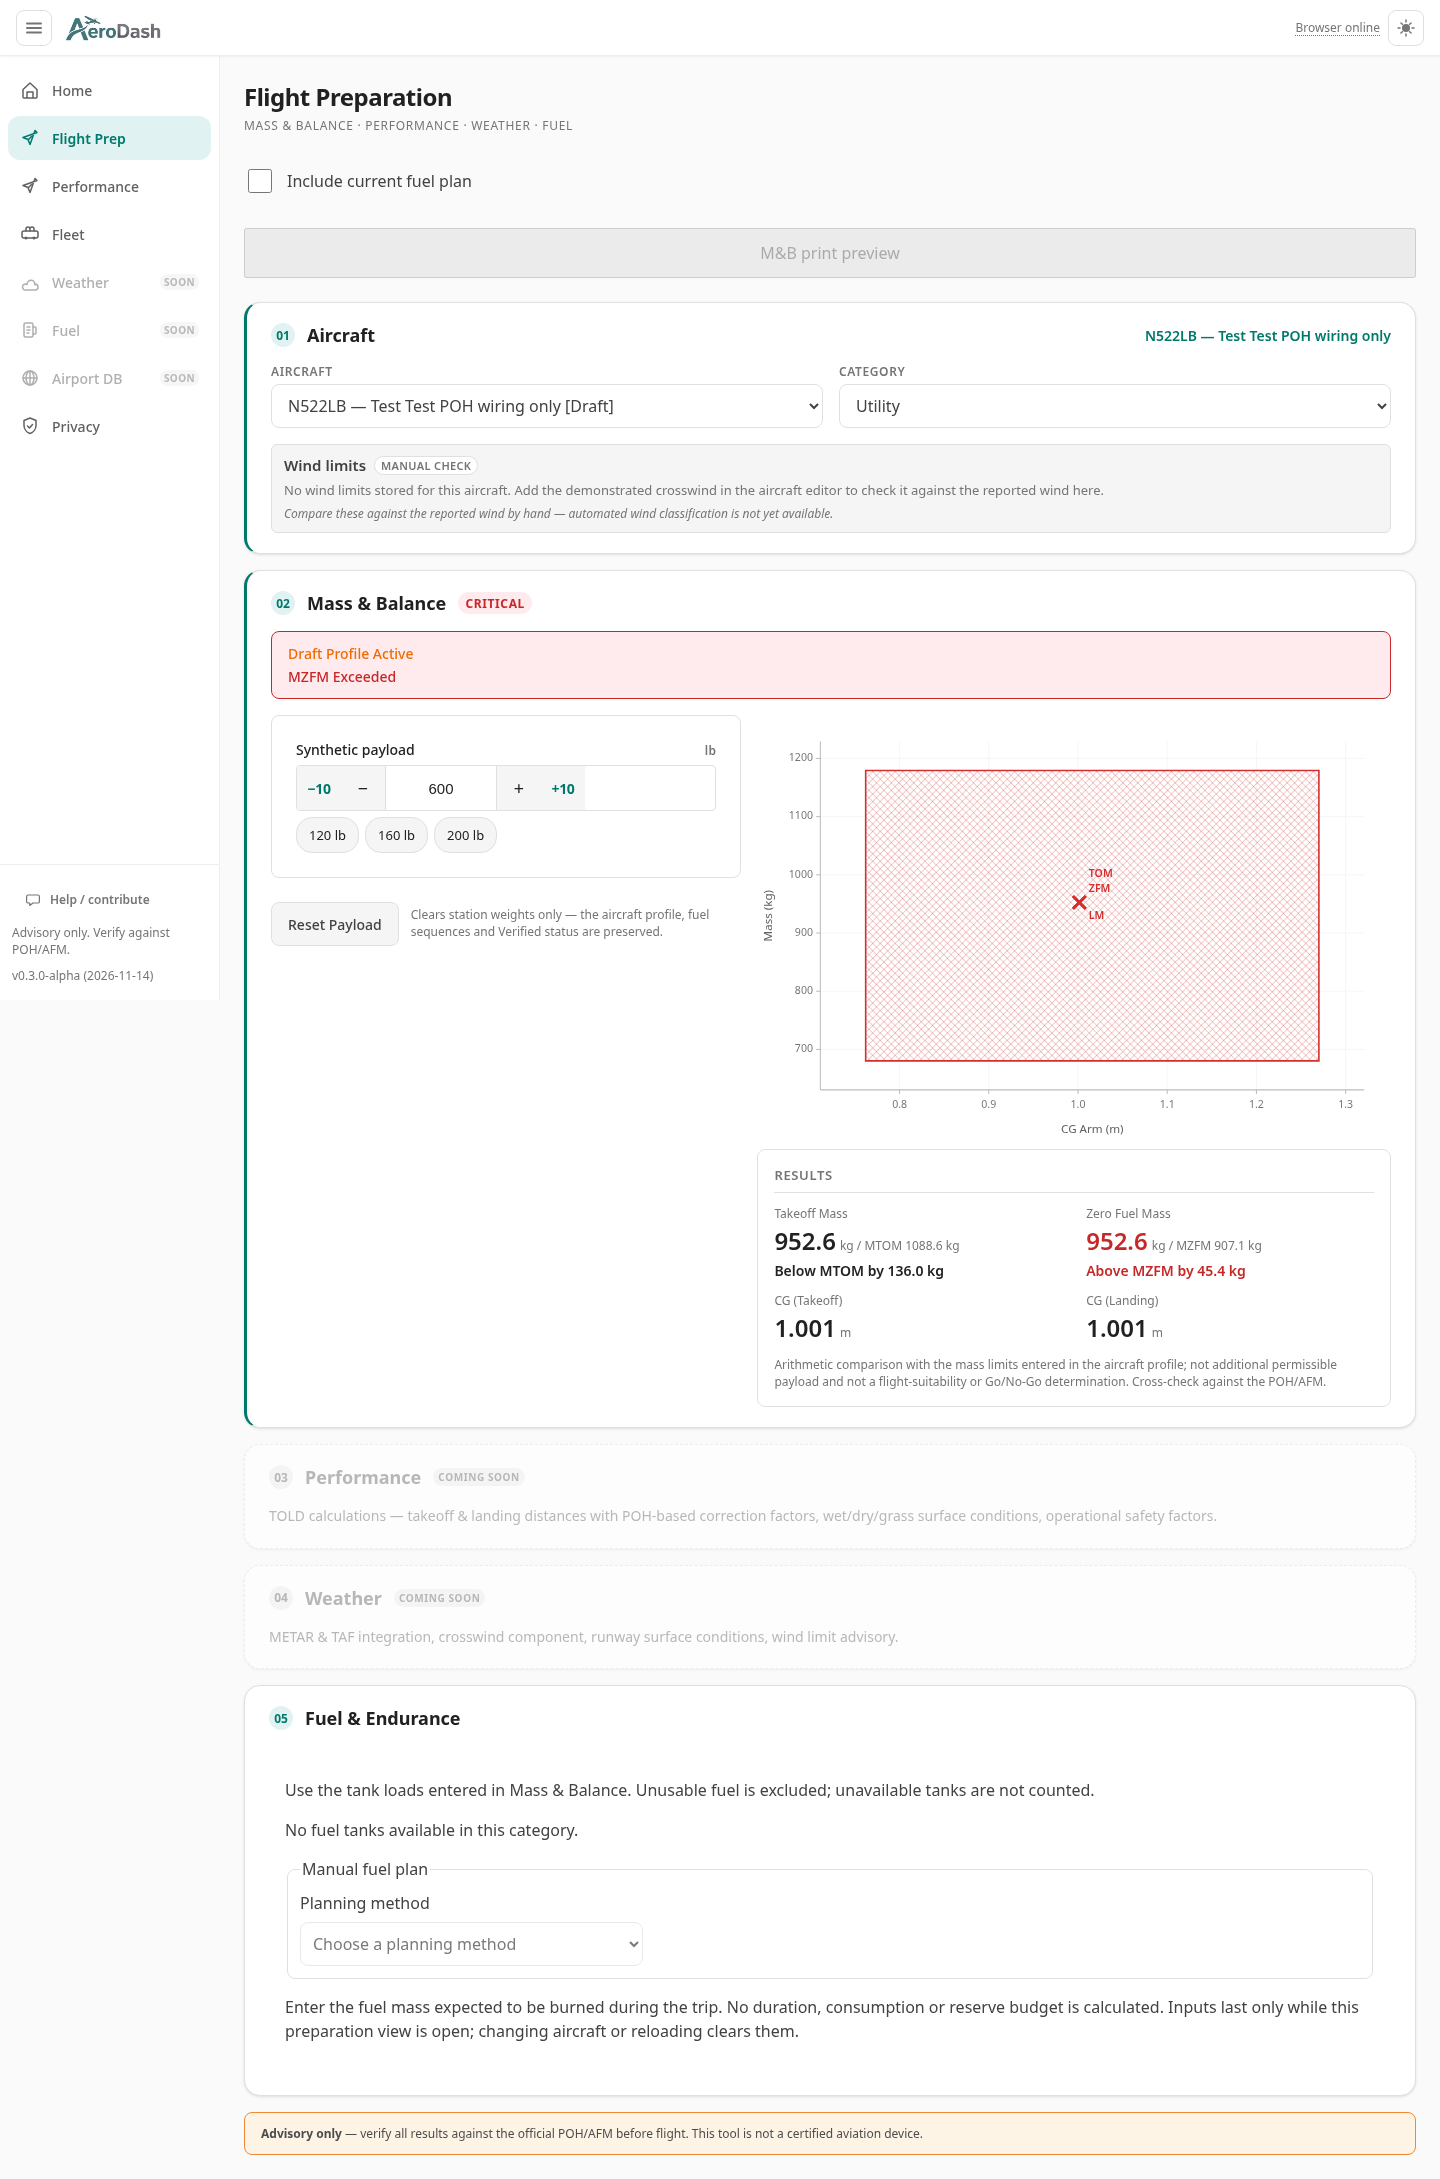 AeroDash
Browser online
Home
Flight Prep
Performance
Fleet
Weather SOON
Fuel SOON
Airport DB SOON
Privacy
Help / contribute
Advisory only. Verify against
POH/AFM.
v0.3.0-alpha (2026-11-14)
Flight Preparation
MASS & BALANCE · PERFORMANCE · WEATHER · FUEL
Include current fuel plan
M&B print preview
01 Aircraft
N522LB — Test Test POH wiring only
AIRCRAFT
CATEGORY
N522LB — Test Test POH wiring only [Draft]
Utility
Wind limits MANUAL CHECK
No wind limits stored for this aircraft. Add the demonstrated crosswind in the aircraft editor to check it against the reported wind here.
Compare these against the reported wind by hand — automated wind classification is not yet available.
02 Mass & Balance CRITICAL
Draft Profile Active
MZFM Exceeded
Synthetic payload lb
−10 − 600 + +10
120 lb 160 lb 200 lb
Reset Payload
Clears station weights only — the aircraft profile, fuel
sequences and Verified status are preserved.
1200
1100
1000
900
800
700
Mass (kg)
TOM
ZFM
LM
0.8 0.9 1.0 1.1 1.2 1.3
CG Arm (m)
RESULTS
Takeoff Mass
952.6 kg / MTOM 1088.6 kg
Below MTOM by 136.0 kg
Zero Fuel Mass
952.6 kg / MZFM 907.1 kg
Above MZFM by 45.4 kg
CG (Takeoff)
1.001 m
CG (Landing)
1.001 m
Arithmetic comparison with the mass limits entered in the aircraft profile; not additional permissible
payload and not a flight-suitability or Go/No-Go determination. Cross-check against the POH/AFM.
03 Performance COMING SOON
TOLD calculations — takeoff & landing distances with POH-based correction factors, wet/dry/grass surface conditions, operational safety factors.
04 Weather COMING SOON
METAR & TAF integration, crosswind component, runway surface conditions, wind limit advisory.
05 Fuel & Endurance
Use the tank loads entered in Mass & Balance. Unusable fuel is excluded; unavailable tanks are not counted.
No fuel tanks available in this category.
Manual fuel plan
Planning method
Choose a planning method
Enter the fuel mass expected to be burned during the trip. No duration, consumption or reserve budget is calculated. Inputs last only while this
preparation view is open; changing aircraft or reloading clears them.
Advisory only — verify all results against the official POH/AFM before flight. This tool is not a certified aviation device.